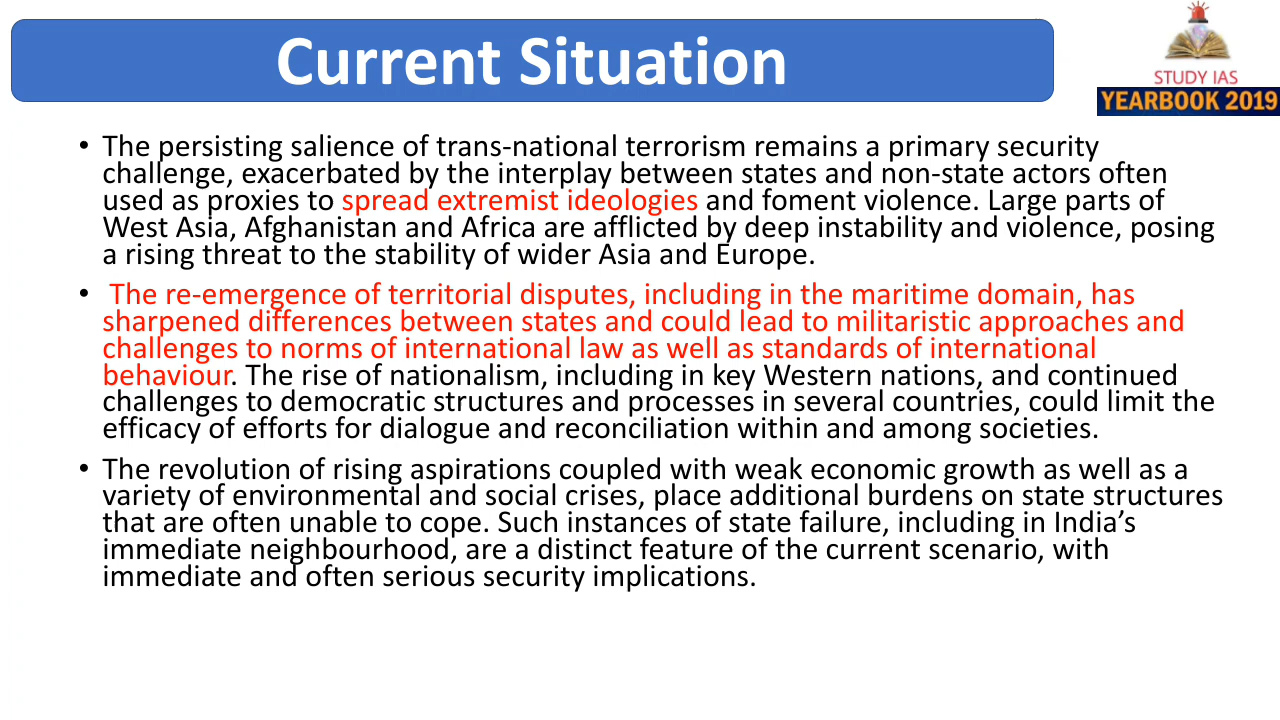 Current Situation
STUDY IAS
YEARBOOK 2019
• The persisting salience of trans-national terrorism remains a primary security
challenge, exacerbated by the interplay between states and non-state actors often
used as proxies to spread extremist ideologies and foment violence. Large parts of
West Asia, Afghanistan and Africa are afflicted by deep instability and violence, posing
a rising threat to the stability of wider Asia and Europe.
• The re-emergence of territorial disputes, including in the maritime domain, has
sharpened differences between states and could lead to militaristic approaches and
challenges to norms of international law as well as standards of international
behaviour. The rise of nationalism, including in key Western nations, and continued
challenges to democratic structures and processes in several countries, could limit the
efficacy of efforts for dialogue and reconciliation within and among societies.
• The revolution of rising aspirations coupled with weak economic growth as well as a
variety of environmental and social crises, place additional burdens on state structures
that are often unable to cope. Such instances of state failure, including in India’s
immediate neighbourhood, are a distinct feature of the current scenario, with
immediate and often serious security implications.